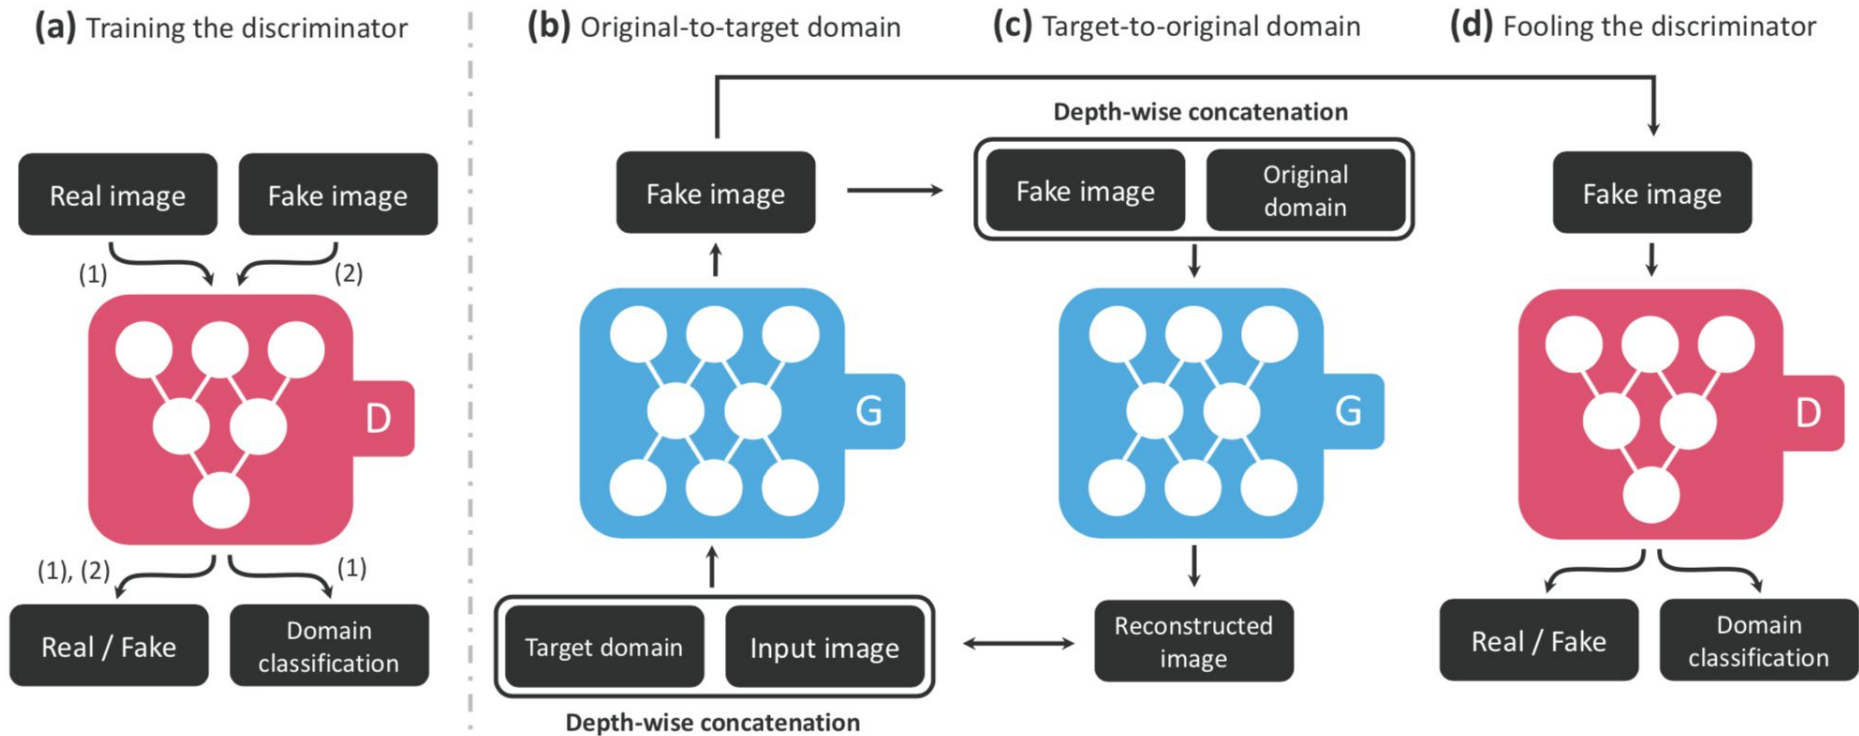 (a) Training the discriminator
Real image
Fake image
(1)
(2)
D
(1), (2)
(1)
Real / Fake
Domain
classification
(b) Original-to-target domain
Fake image
G
Target domain
Input image
Depth-wise concatenation
(c) Target-to-original domain
Depth-wise concatenation
Fake image
Original
domain
G
Reconstructed
image
(d) Fooling the discriminator
Fake image
D
Real / Fake
Domain
classification